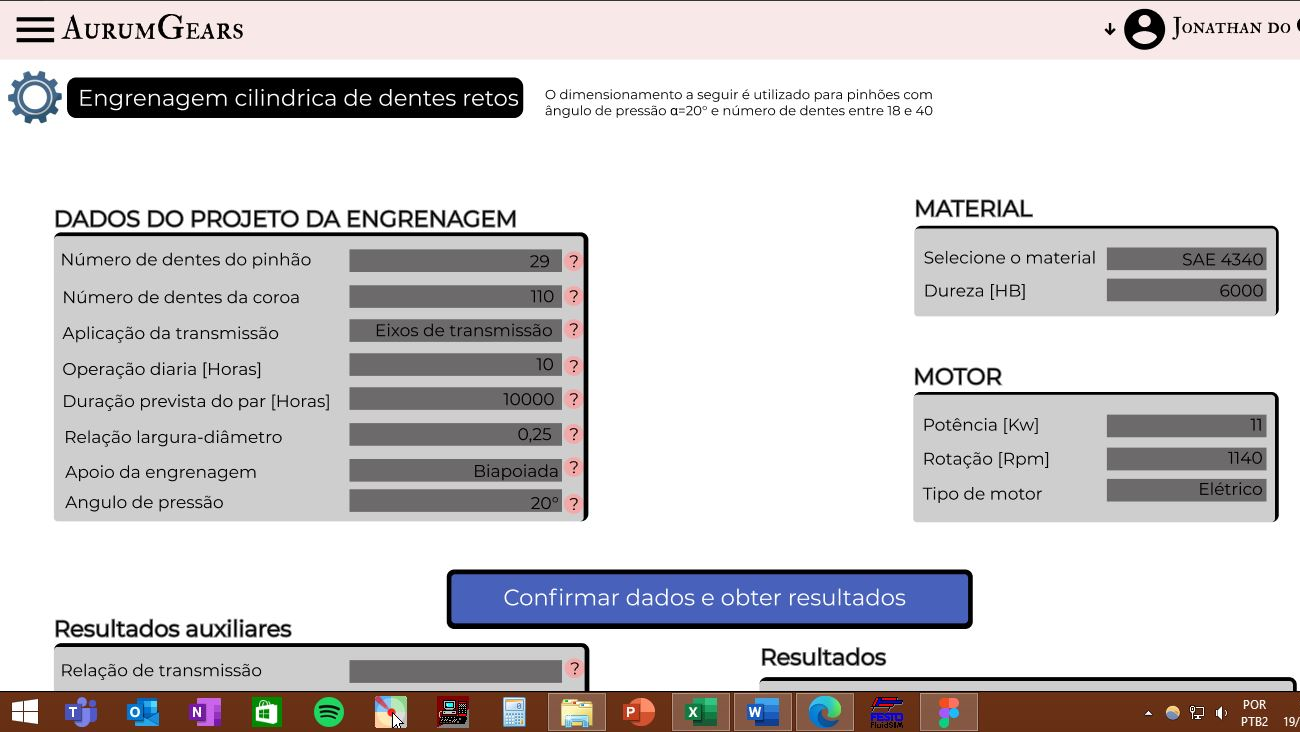 AurumGears
Jonathan do
Engrenagem cilindrica de dentes retos
O dimensionamento a seguir é utilizado para pinhões com
ângulo de pressão α=20° e número de dentes entre 18 e 40
DADOS DO PROJETO DA ENGRENAGEM
Número de dentes do pinhão 29 ?
Número de dentes da coroa 110 ?
Aplicação da transmissão Eixos de transmissão ?
Operação diaria [Horas] 10 ?
Duração prevista do par [Horas] 10000 ?
Relação largura-diâmetro 0,25 ?
Apoio da engrenagem Biapoiada ?
Angulo de pressão 20° ?
MATERIAL
Selecione o material SAE 4340
Dureza [HB] 6000
MOTOR
Potência [Kw] 11
Rotação [Rpm] 1140
Tipo de motor Elétrico
Confirmar dados e obter resultados
Resultados auxiliares
Relação de transmissão ?
Resultados
FESTO
FluidSIM
POR
PTB2
19/